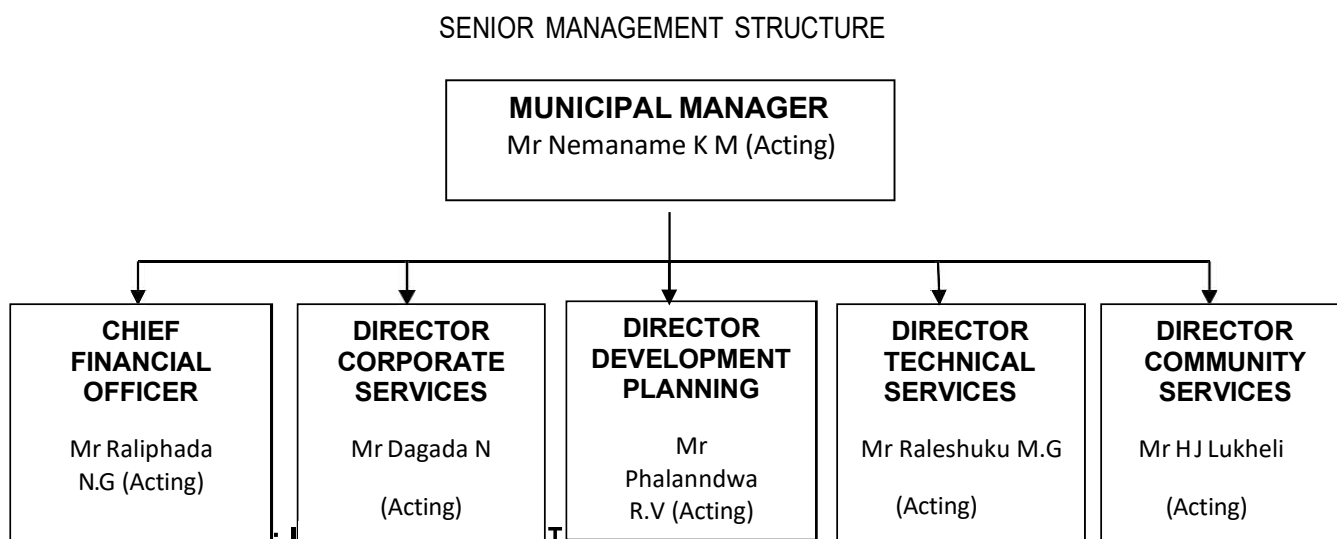 SENIOR MANAGEMENT STRUCTURE
MUNICIPAL MANAGER
Mr Nemaname K M (Acting)
CHIEF
FINANCIAL
OFFICER
Mr Raliphada
N.G (Acting)
DIRECTOR
CORPORATE
SERVICES
Mr Dagada N
(Acting)
DIRECTOR
DEVELOPMENT
PLANNING
Mr
Phalanndwa
R.V (Acting)
DIRECTOR
TECHNICAL
SERVICES
Mr Raleshuku M.G
(Acting)
DIRECTOR
COMMUNITY
SERVICES
Mr H J Lukheli
(Acting)